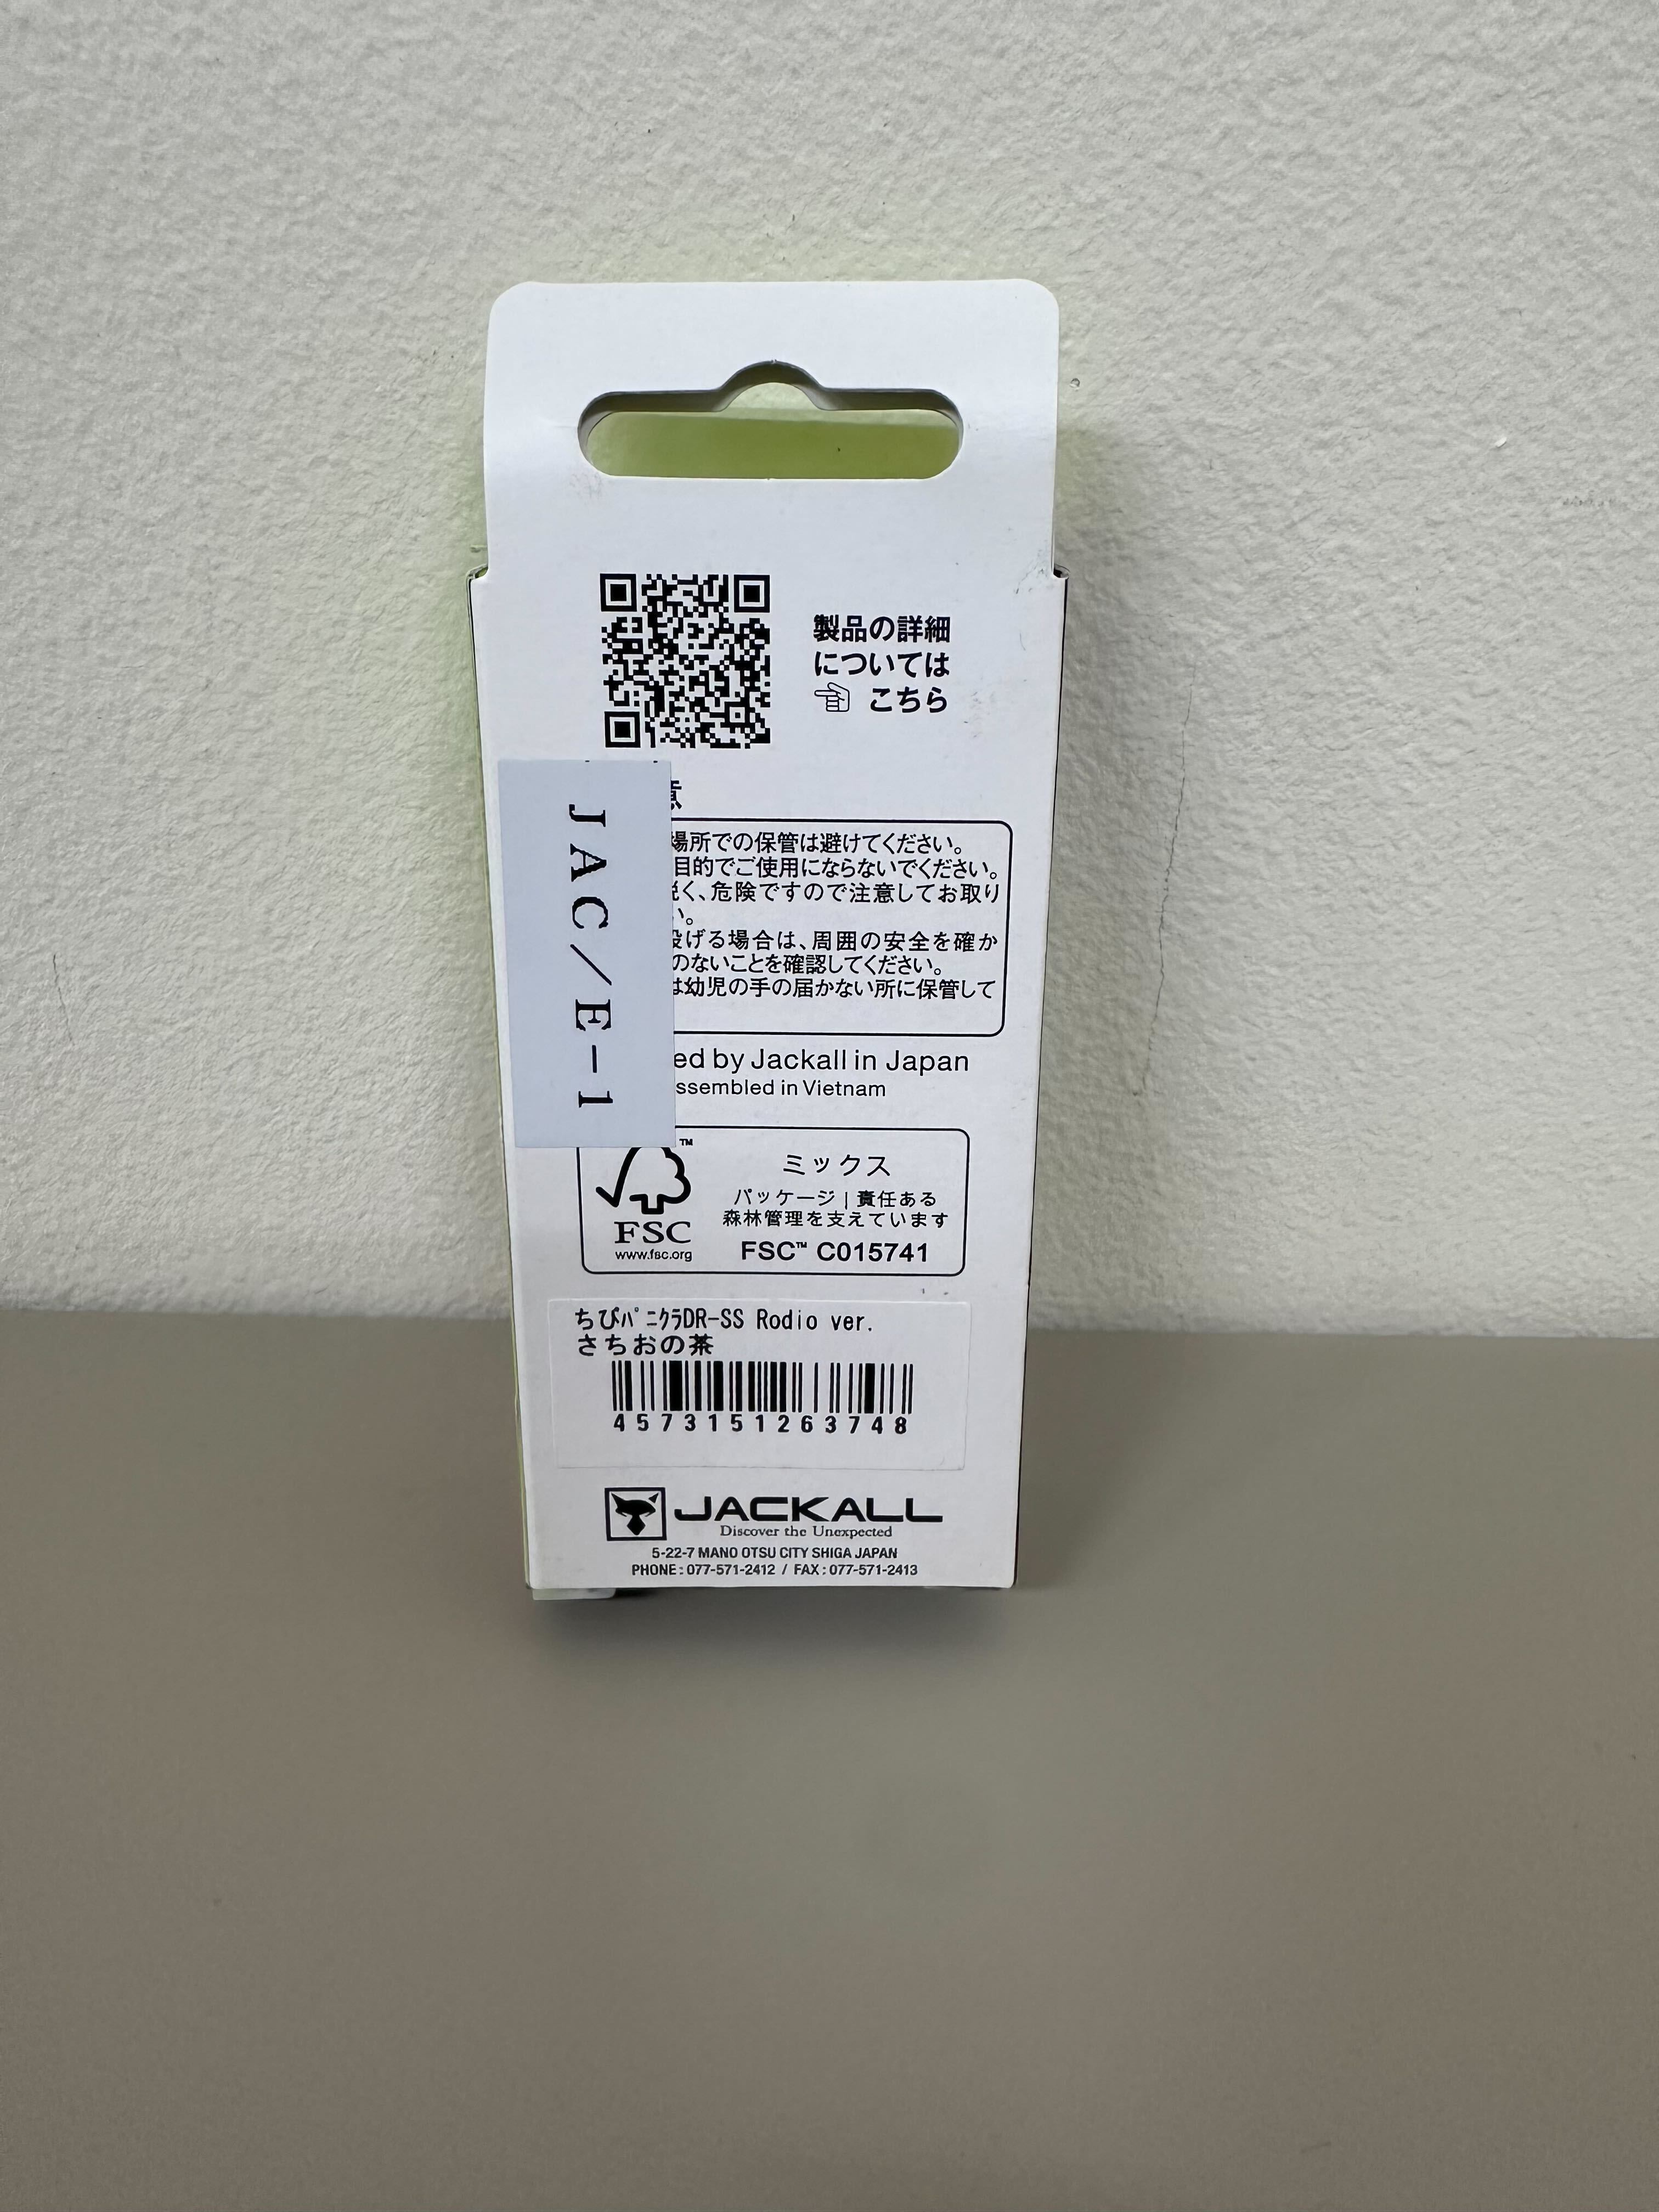 製品の詳細
については
こちら
JAC/E-1
場所での保管は避けてください。
目的でご使用にならないでください。
く、危険ですので注意してお取り
い。
げる場合は、周囲の安全を確か
のないことを確認してください。
は幼児の手の届かない所に保管して
ed by Jackall in Japan
ssembled in Vietnam
TM
FSC
www.fsc.org
ミックス
パッケージ | 責任ある
森林管理を支えています
FSC™ C015741
ちびﾊﾟﾆｸﾗDR-SS Rodio ver.
さちおの茶
4573151263748
JACKALL
Discover the Unexpected
5-22-7 MANO OTSU CITY SHIGA JAPAN
PHONE : 077-571-2412 / FAX : 077-571-2413